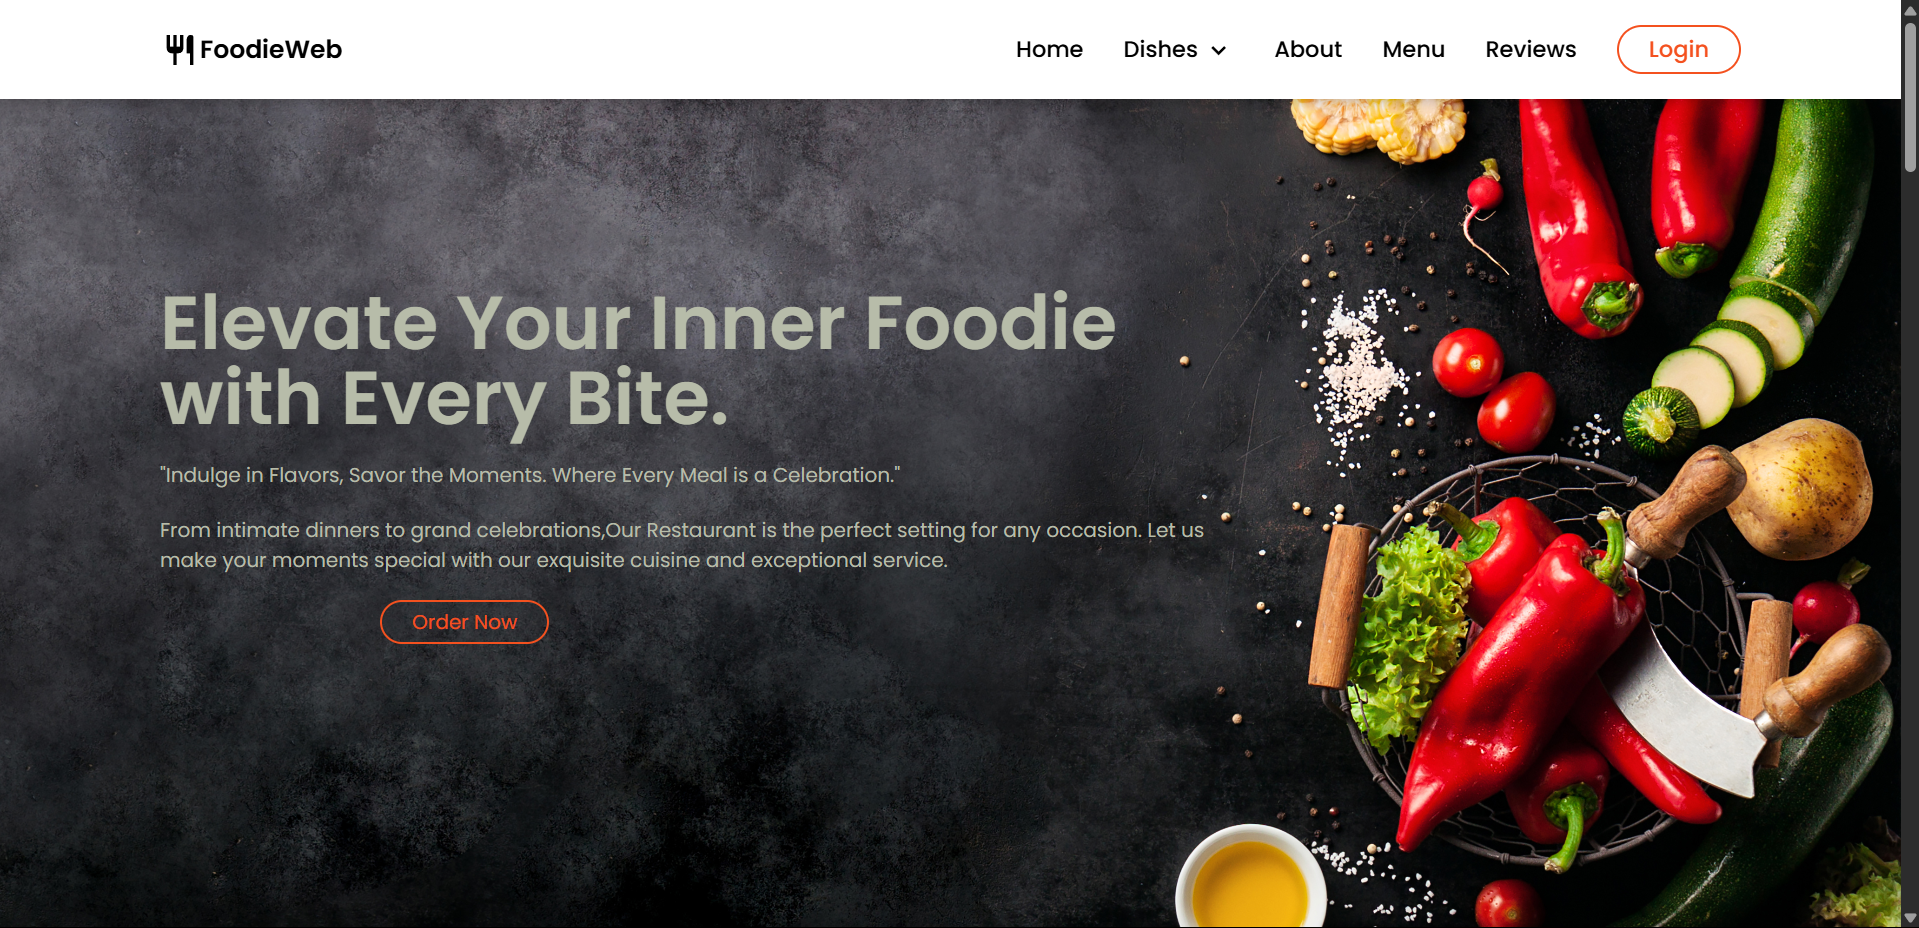 FoodieWeb
Home Dishes About Menu Reviews Login
Elevate Your Inner Foodie
with Every Bite.
"Indulge in Flavors, Savor the Moments. Where Every Meal is a Celebration."
From intimate dinners to grand celebrations,Our Restaurant is the perfect setting for any occasion. Let us
make your moments special with our exquisite cuisine and exceptional service.
Order Now